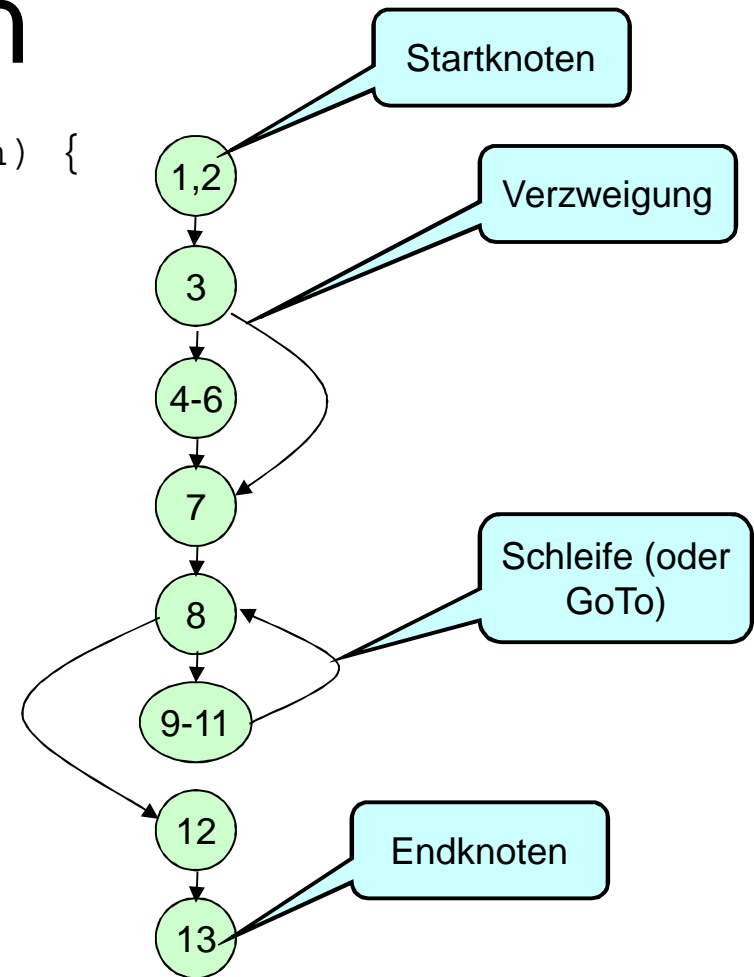 n
Startknoten
n) {
1,2
Verzweigung
3
4-6
7
Schleife (oder
GoTo)
8
9-11
12
Endknoten
13